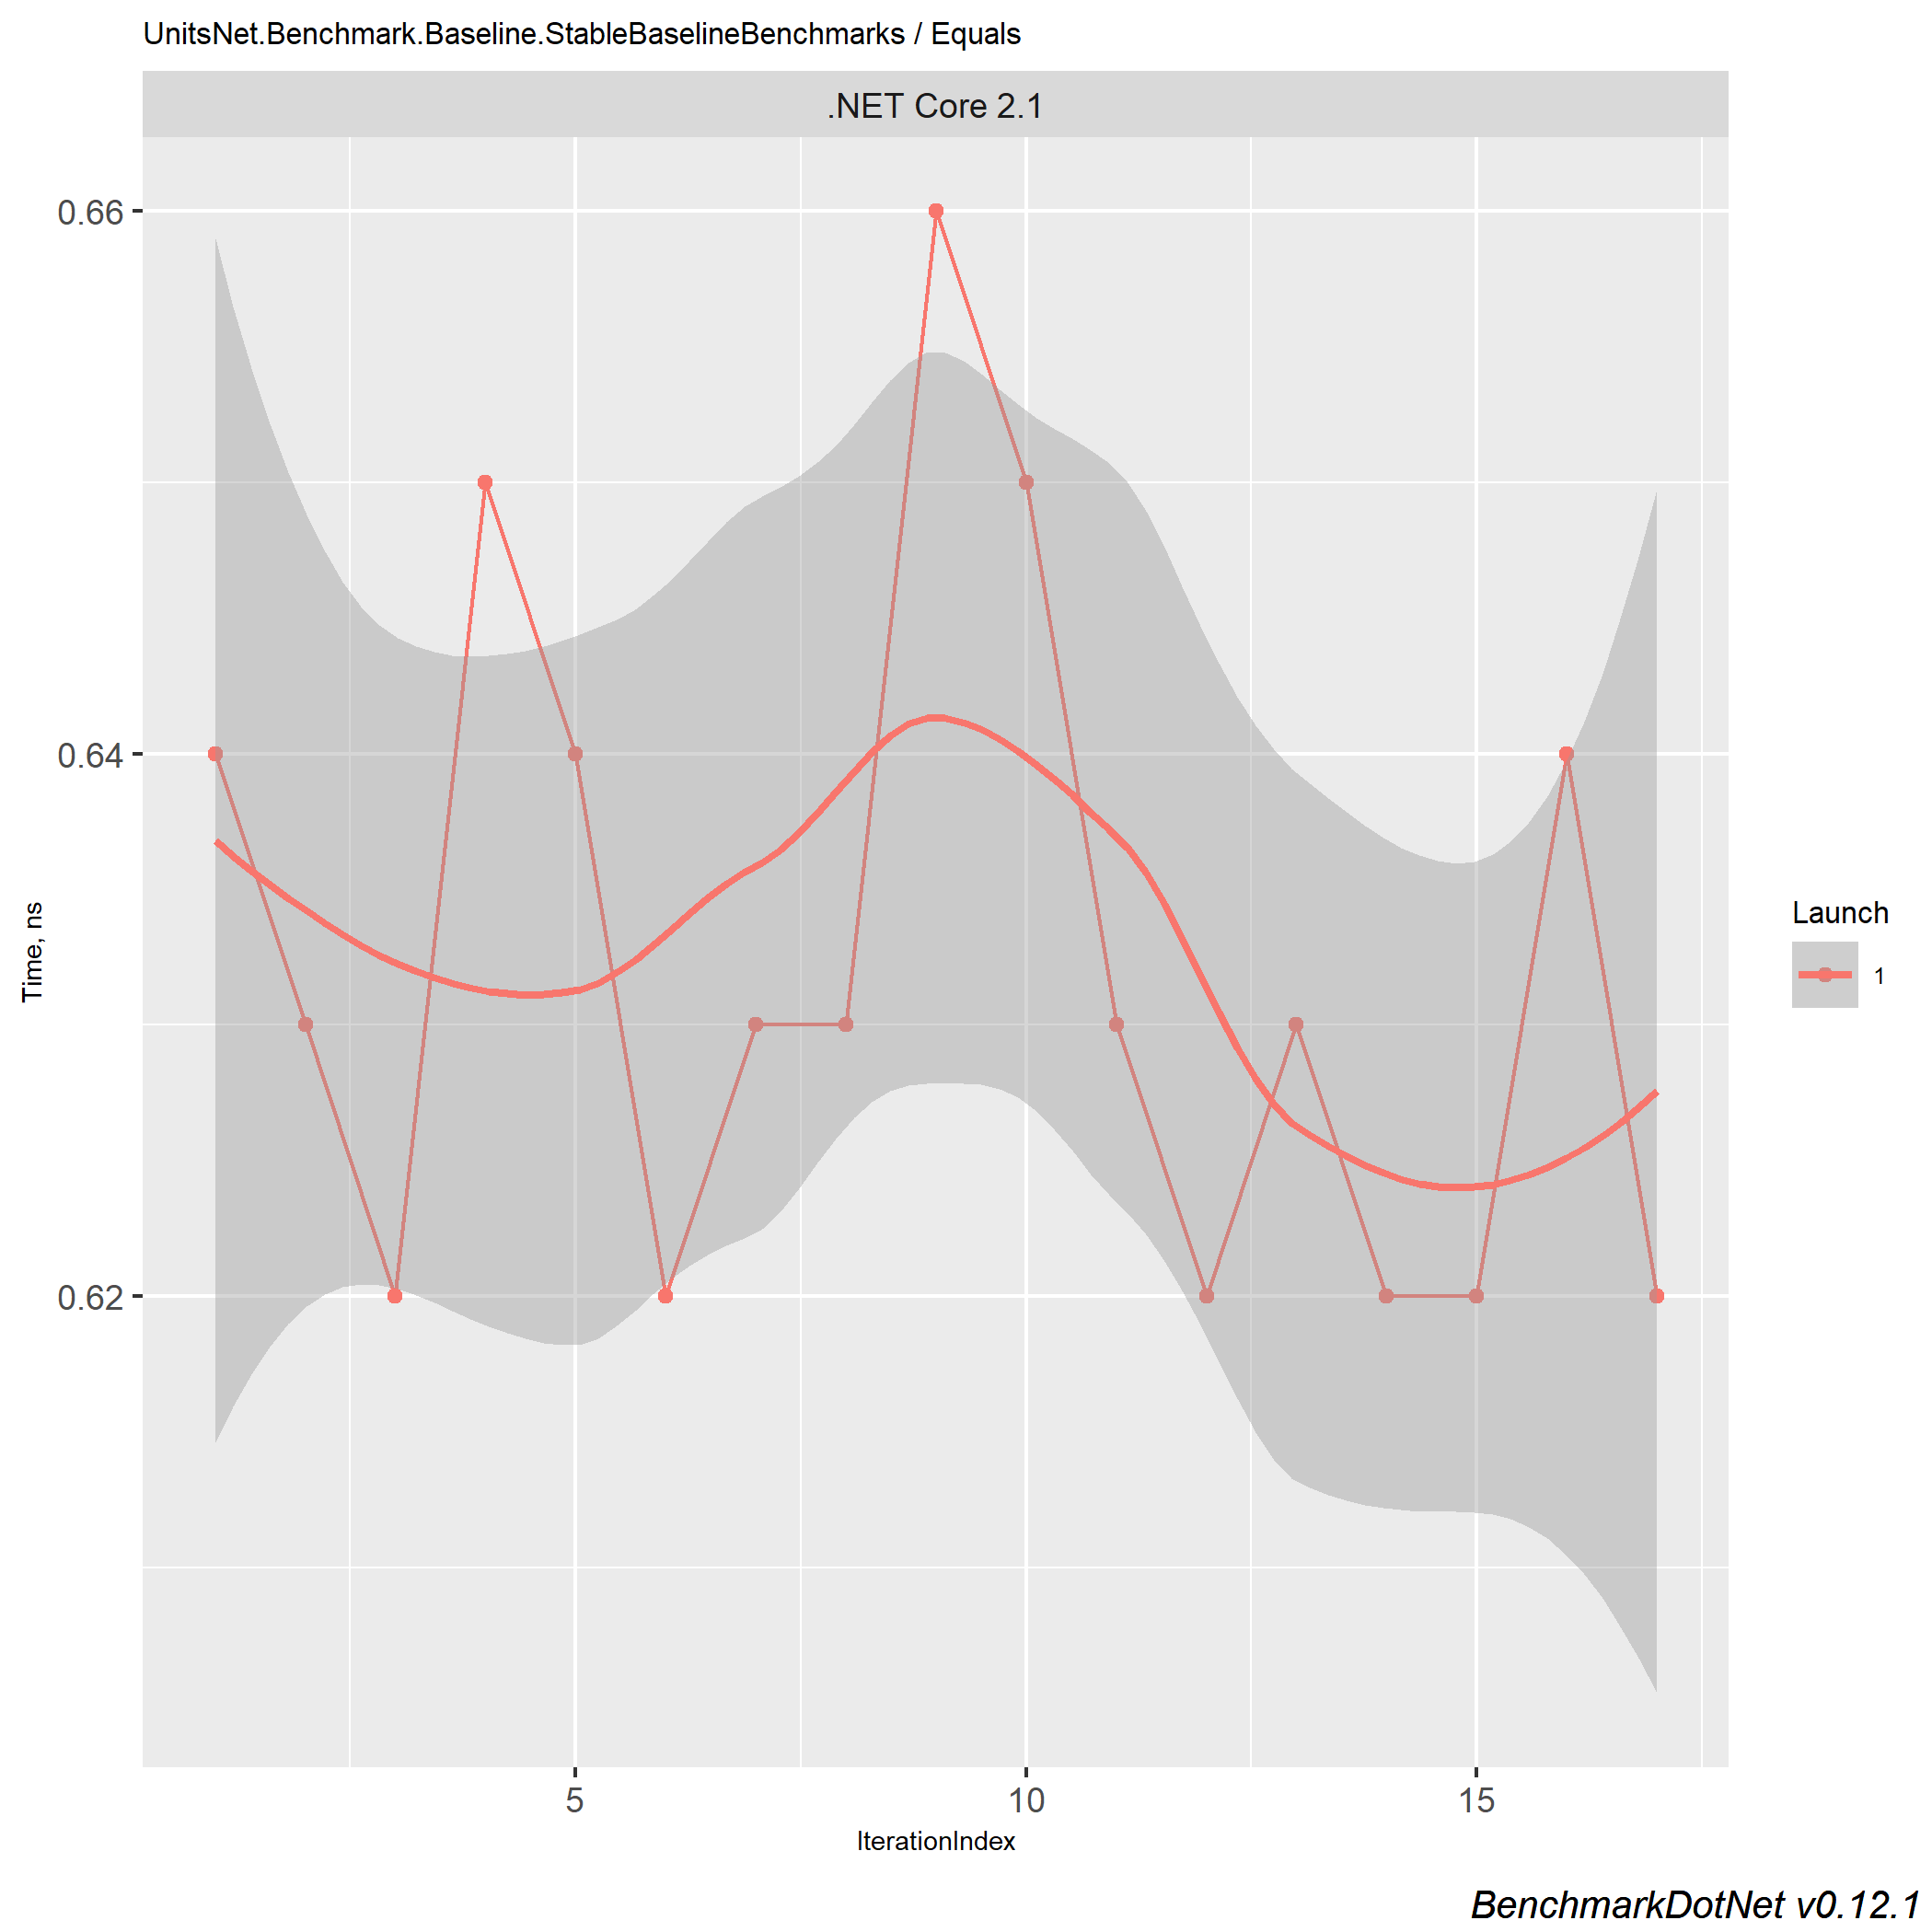 UnitsNet.Benchmark.Baseline.StableBaselineBenchmarks / Equals
.NET Core 2.1
0.66
0.64
0.62
Time, ns
5 10 15
IterationIndex
Launch
1
BenchmarkDotNet v0.12.1